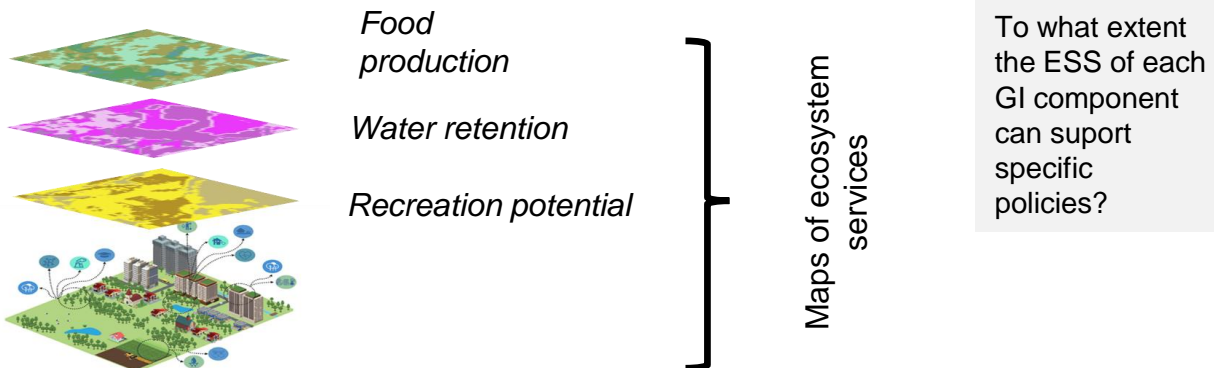 Food
production
Water retention
Recreation potential
Maps of ecosystem
services
To what extent
the ESS of each
GI component
can suport
specific
policies?